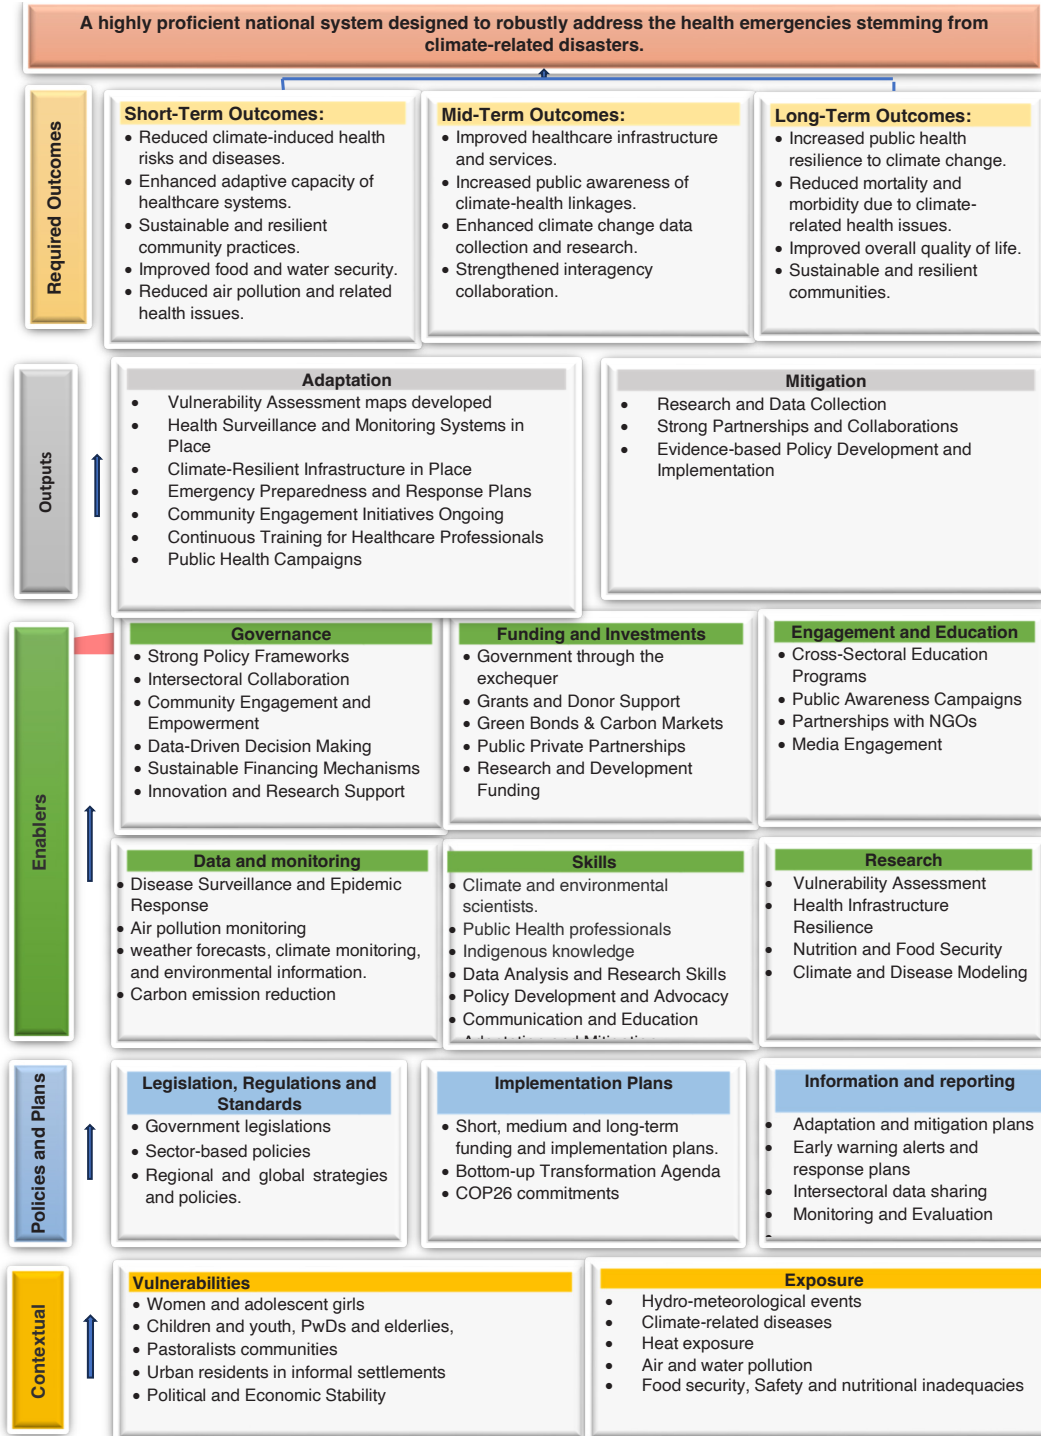 A highly proficient national system designed to robustly address the health emergencies stemming from
climate-related disasters.
Required Outcomes
Short-Term Outcomes:
• Reduced climate-induced health
risks and diseases.
• Enhanced adaptive capacity of
healthcare systems.
• Sustainable and resilient
community practices.
• Improved food and water security.
• Reduced air pollution and related
health issues.
Mid-Term Outcomes:
• Improved healthcare infrastructure
and services.
• Increased public awareness of
climate-health linkages.
• Enhanced climate change data
collection and research.
• Strengthened interagency
collaboration.
Long-Term Outcomes:
• Increased public health
resilience to climate change.
• Reduced mortality and
morbidity due to climate-
related health issues.
• Improved overall quality of life.
• Sustainable and resilient
communities.
Outputs
Adaptation
• Vulnerability Assessment maps developed
• Health Surveillance and Monitoring Systems in
Place
• Climate-Resilient Infrastructure in Place
• Emergency Preparedness and Response Plans
• Community Engagement Initiatives Ongoing
• Continuous Training for Healthcare Professionals
• Public Health Campaigns
Mitigation
• Research and Data Collection
• Strong Partnerships and Collaborations
• Evidence-based Policy Development and
Implementation
Enablers
Governance
• Strong Policy Frameworks
• Intersectoral Collaboration
• Community Engagement and
Empowerment
• Data-Driven Decision Making
• Sustainable Financing Mechanisms
• Innovation and Research Support
Funding and Investments
• Government through the
exchequer
• Grants and Donor Support
• Green Bonds & Carbon Markets
• Public Private Partnerships
• Research and Development
Funding
Engagement and Education
• Cross-Sectoral Education
Programs
• Public Awareness Campaigns
• Partnerships with NGOs
• Media Engagement
Data and monitoring
• Disease Surveillance and Epidemic
Response
• Air pollution monitoring
• weather forecasts, climate monitoring,
and environmental information.
• Carbon emission reduction
Skills
• Climate and environmental
scientists.
• Public Health professionals
• Indigenous knowledge
• Data Analysis and Research Skills
• Policy Development and Advocacy
• Communication and Education
Research
• Vulnerability Assessment
• Health Infrastructure
Resilience
• Nutrition and Food Security
• Climate and Disease Modeling
Policies and Plans
Legislation, Regulations and
Standards
• Government legislations
• Sector-based policies
• Regional and global strategies
and policies.
Implementation Plans
• Short, medium and long-term
funding and implementation plans.
• Bottom-up Transformation Agenda
• COP26 commitments
Information and reporting
• Adaptation and mitigation plans
• Early warning alerts and
response plans
• Intersectoral data sharing
• Monitoring and Evaluation
Contextual
Vulnerabilities
• Women and adolescent girls
• Children and youth, PwDs and elderlies,
• Pastoralists communities
• Urban residents in informal settlements
• Political and Economic Stability
Exposure
• Hydro-meteorological events
• Climate-related diseases
• Heat exposure
• Air and water pollution
• Food security, Safety and nutritional inadequacies